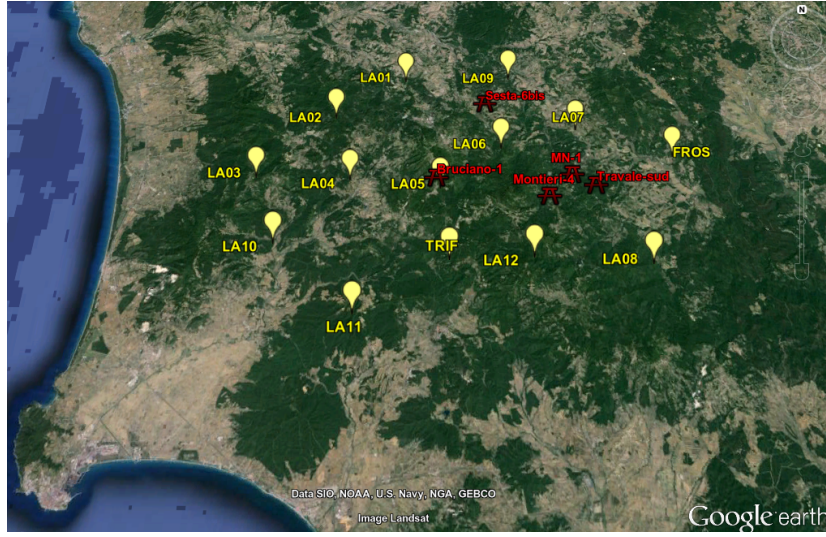 N
LA01
LA09
Sesta-6bis
LA02
LA07
LA06
FROS
MN-1
LA03
LA04
LA05
Bruciano-1
Montieri-4
Travale-sud
LA10
TRIF
LA12
LA08
LA11
Data SIO, NOAA, U.S. Navy, NGA, GEBCO
Image Landsat
Google earth